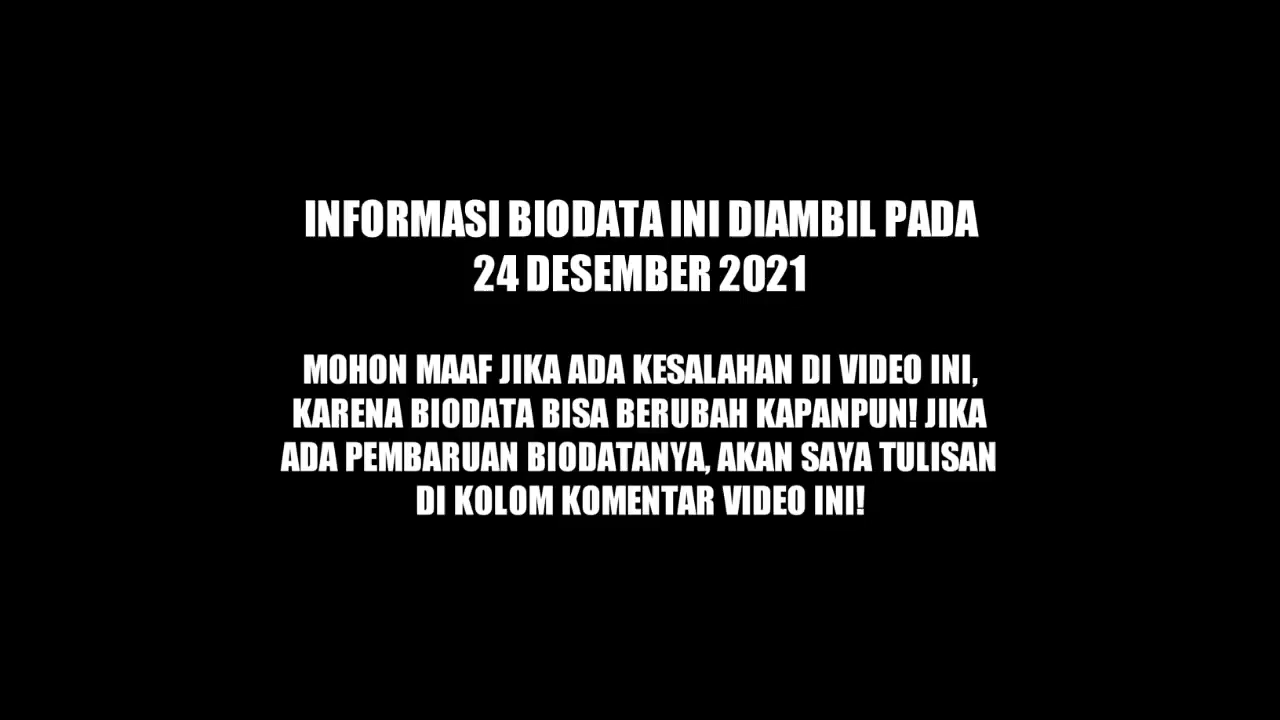 INFORMASI BIODATA INI DIAMBIL PADA
24 DESEMBER 2021
MOHON MAAF JIKA ADA KESALAHAN DI VIDEO INI,
KARENA BIODATA BISA BERUBAH KAPANPUN! JIKA
ADA PEMBARUAN BIODATANYA, AKAN SAYA TULISAN
DI KOLOM KOMENTAR VIDEO INI!